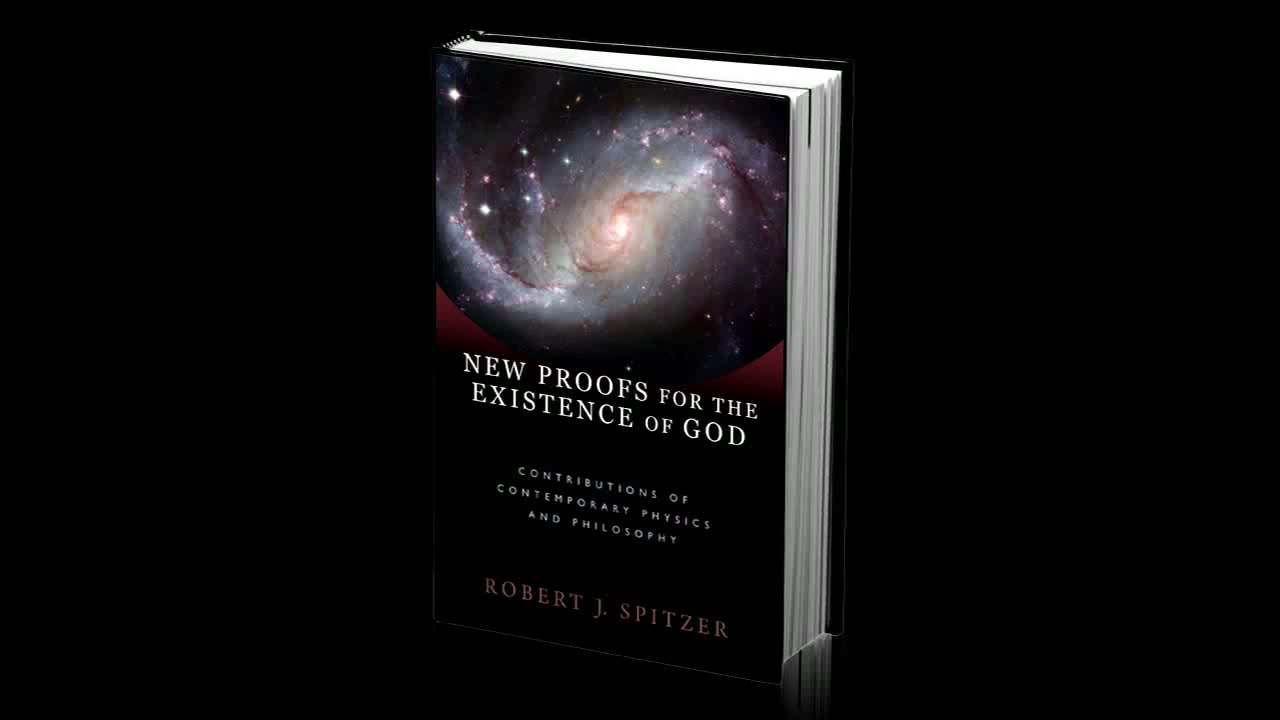 NEW PROOFS FOR THE
EXISTENCE OF GOD
CONTRIBUTIONS OF
CONTEMPORARY PHYSICS
AND PHILOSOPHY
ROBERT J. SPITZER